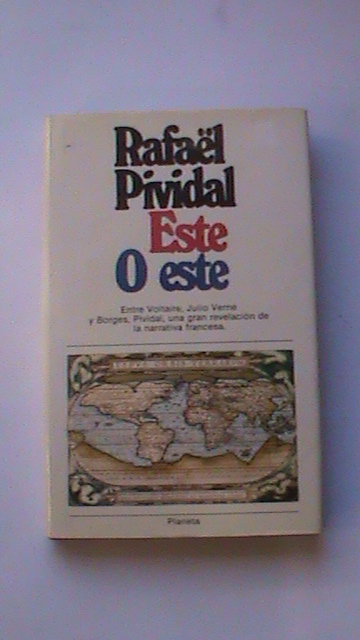 Rafaël
Pividal
Este
O este
Entre Voltaire, Julio Verne
y Borges, Pividal, una gran revelación de
la narrativa francesa.
Planeta